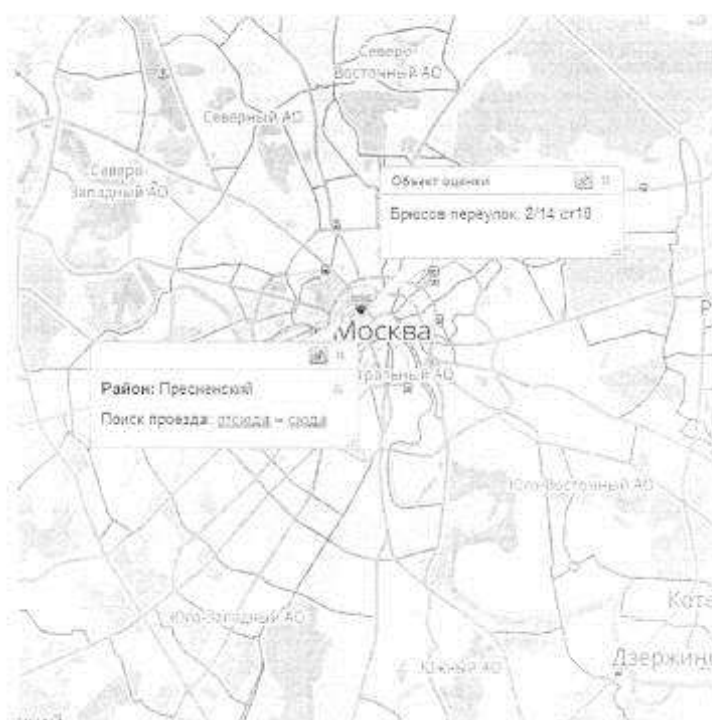 Северо-
Восточный АО
Северный АО
Северо-
Западный АО
Объект оценки
Брюсов переулок, 2/14 ст10
Москва
Район: Пресненский
Поиск проезда: отсюда – сюда
Юго-Восточный АО
Юго-Западный АО
Южный АО
Коте
Дзержин